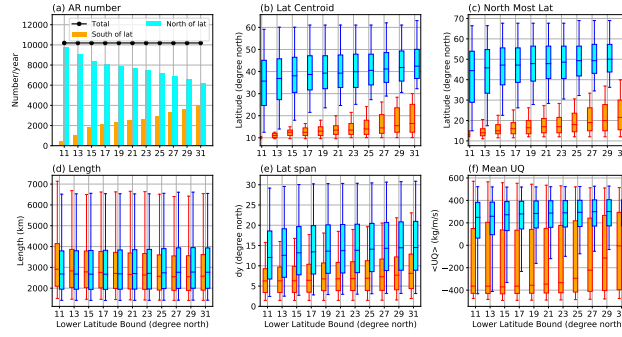 (a) AR number
Total
North of lat
South of lat
Number/year
12000
10000
8000
6000
4000
2000
0
11 13 15 17 19 21 23 25 27 29 31
(b) Lat Centroid
Latitude (degree north)
60
50
40
30
20
10
11 13 15 17 19 21 23 25 27 29 31
(c) North Most Lat
Latitude (degree north)
70
60
50
40
30
20
10
11 13 15 17 19 21 23 25 27 29 3
(d) Length
Length (km)
7000
6000
5000
4000
3000
2000
11 13 15 17 19 21 23 25 27 29 31
Lower Latitude Bound (degree north)
(e) Lat span
dy (degree north)
30
25
20
15
10
5
0
11 13 15 17 19 21 23 25 27 29 31
Lower Latitude Bound (degree north)
(f) Mean UQ
<UQ> (kg/m/s)
600
400
200
0
−200
−400
11 13 15 17 19 21 23 25 27 29 31
Lower Latitude Bound (degree north)